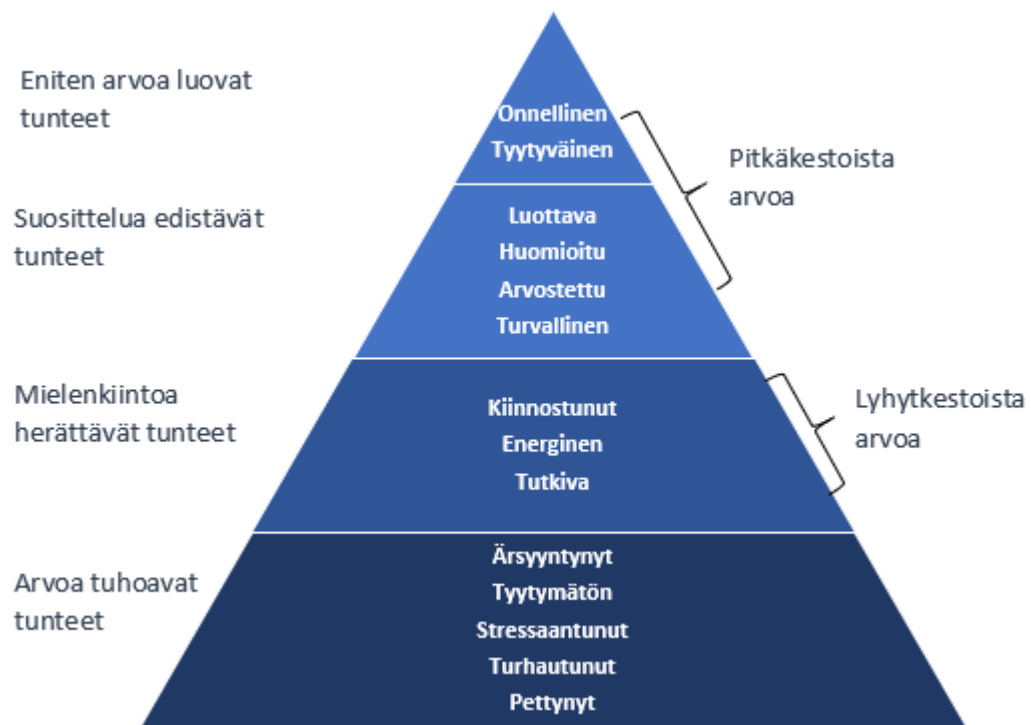 Eniten arvoa luovat
tunteet
Onnellinen
Tyytyväinen
Pitkäkestoista
arvoa
Suosittelua edistävät
tunteet
Luottava
Huomioitu
Arvostettu
Turvallinen
Mielenkiintoa
herättävät tunteet
Kiinnostunut
Energinen
Tutkiva
Lyhytkestoista
arvoa
Arvoa tuhoavat
tunteet
Ärsyyntynyt
Tyytymätön
Stressaantunut
Turhautunut
Pettynyt